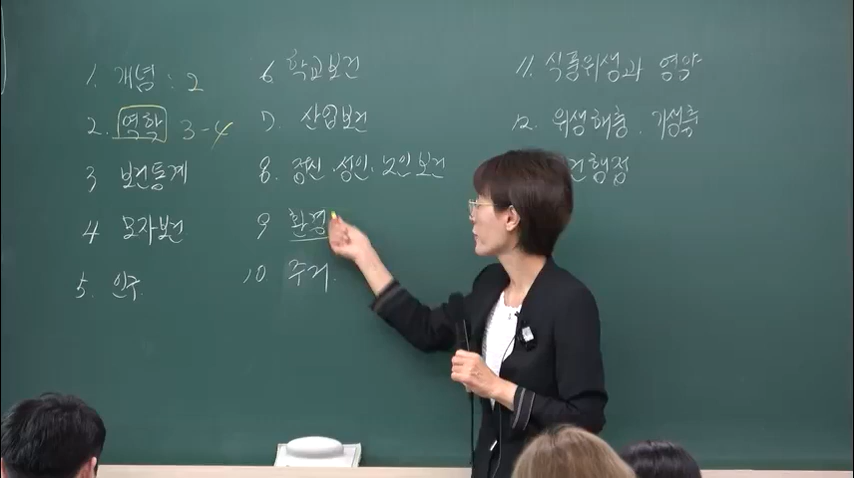 1. 개념 : 2
2. 역학 3-4
3 보건통계
4 모자보건
5. 인구.
6. 학교보건
7 산업보건
8. 정신.성인.노인보건
9 환경
10 주거.
11. 식품위생과 영양
12. 위생해충. 기생충
건행정